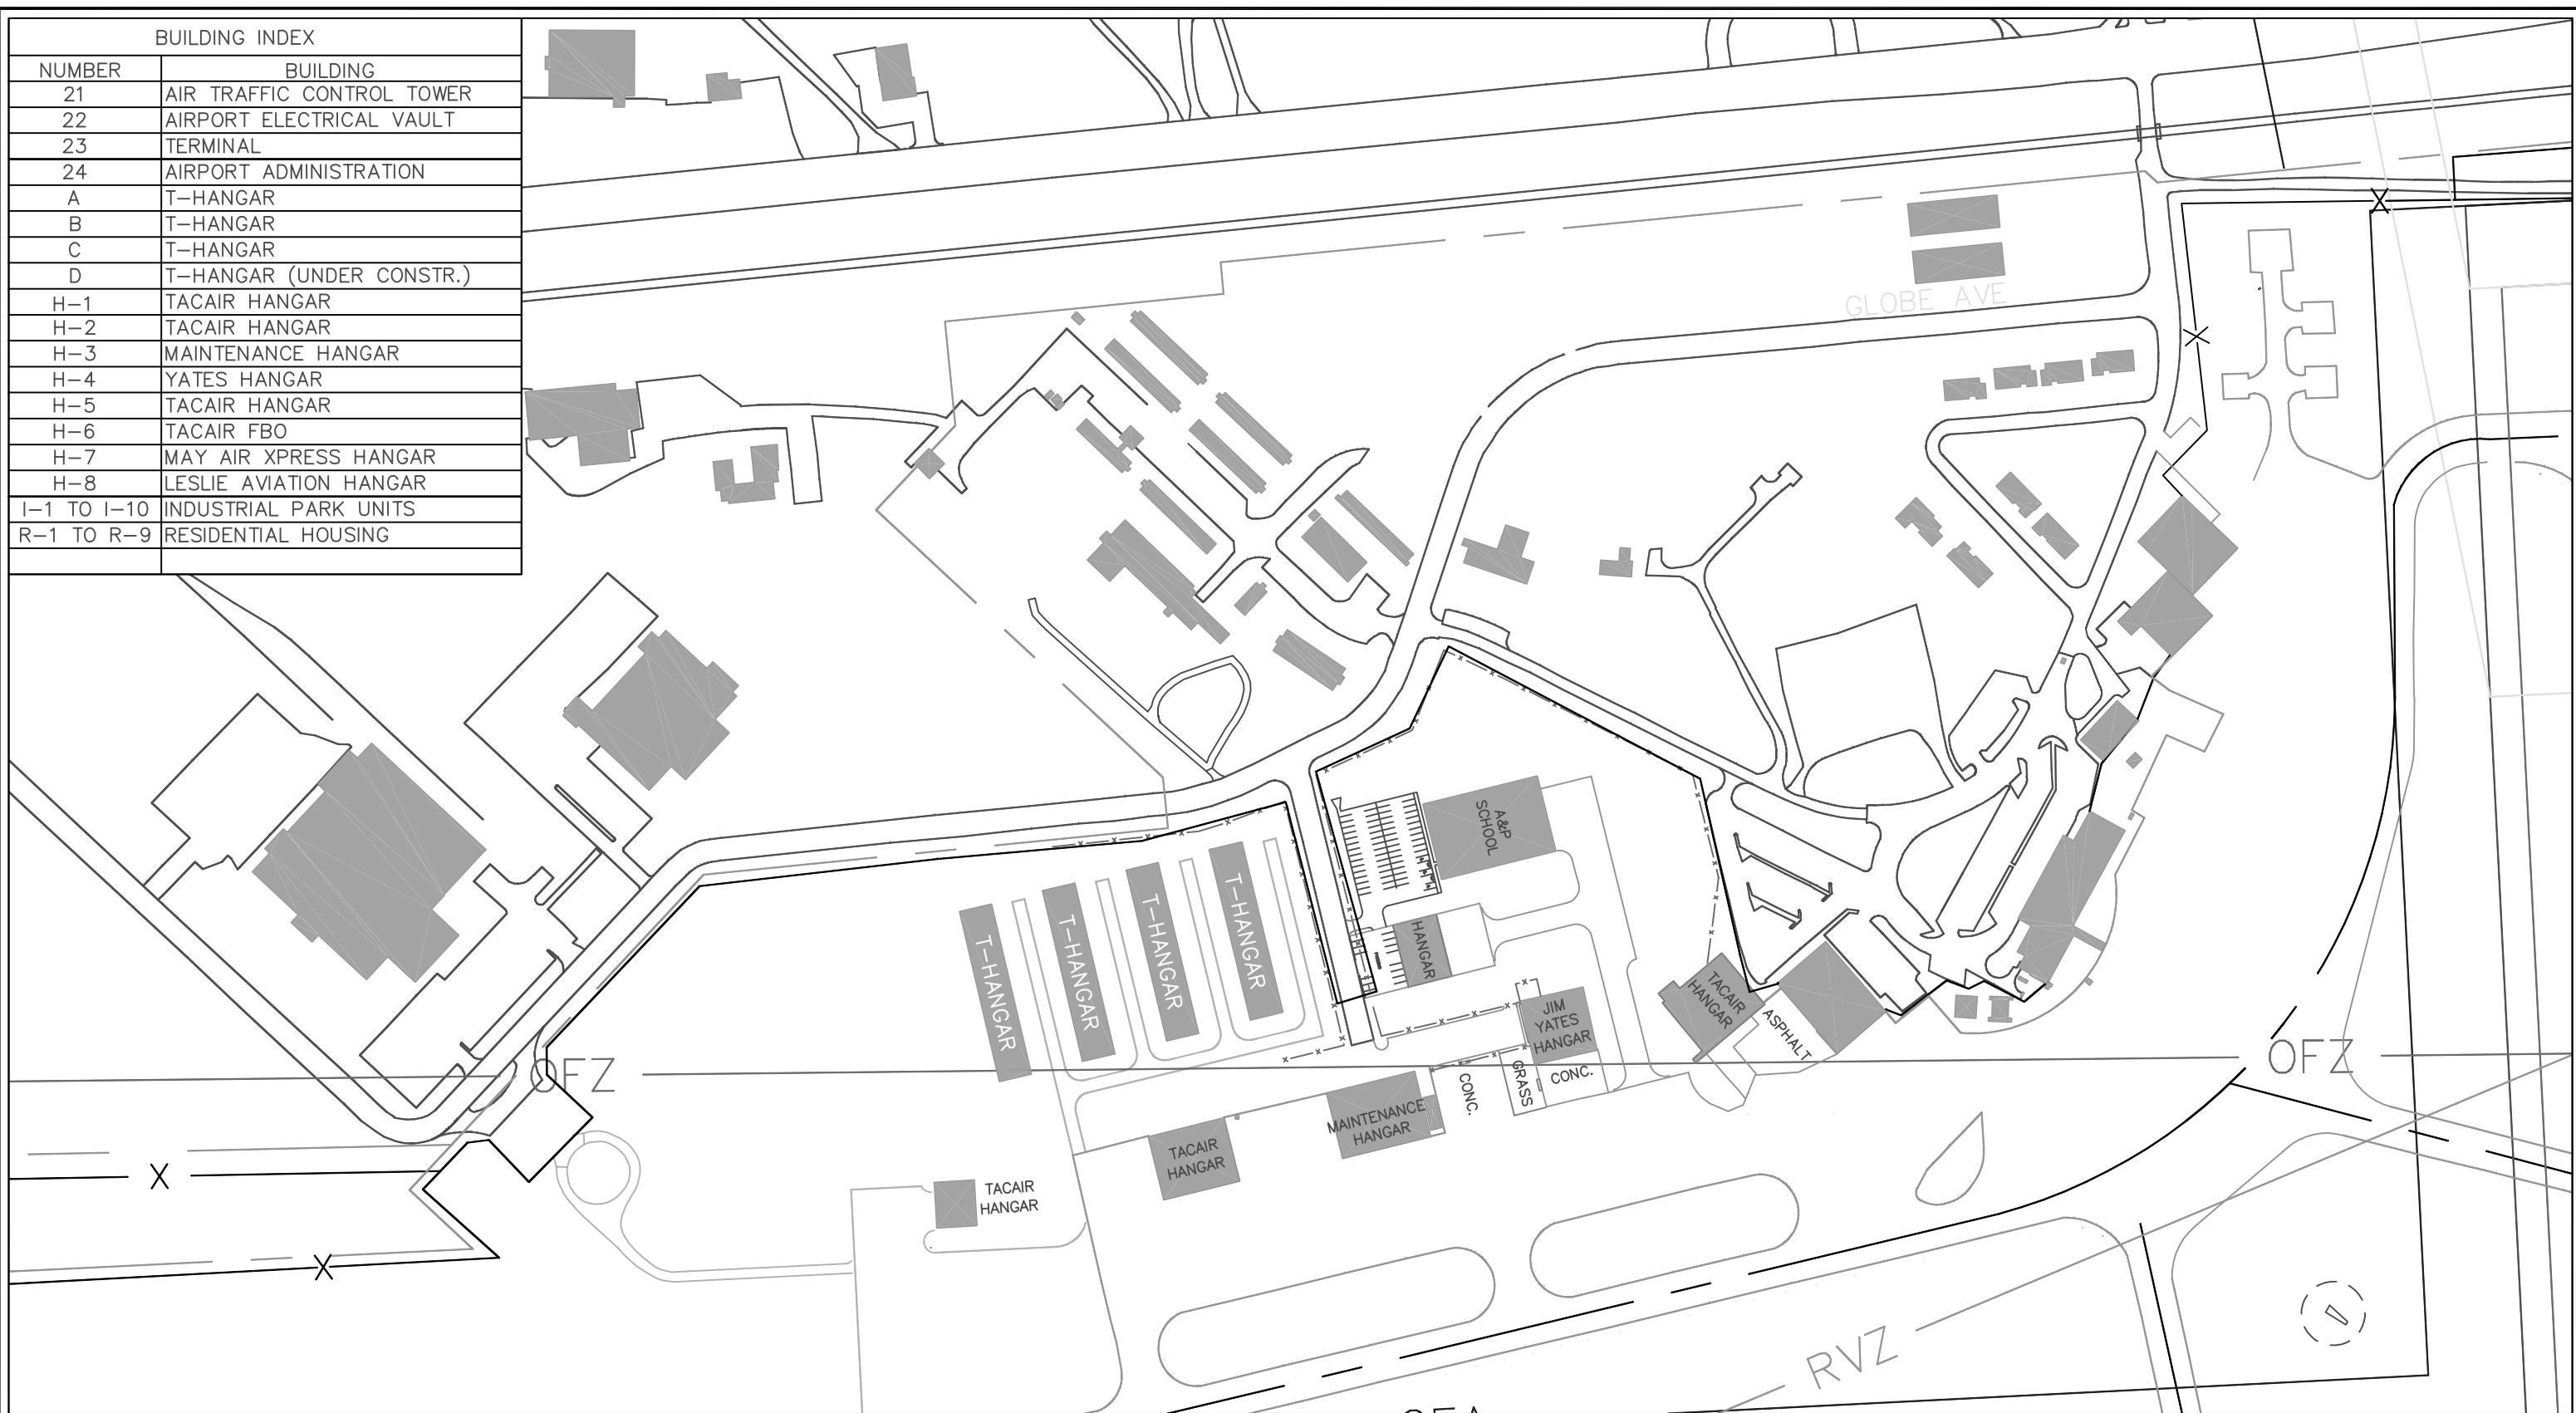 BUILDING INDEX
NUMBER BUILDING
21 AIR TRAFFIC CONTROL TOWER
22 AIRPORT ELECTRICAL VAULT
23 TERMINAL
24 AIRPORT ADMINISTRATION
A T-HANGAR
B T-HANGAR
C T-HANGAR
D T-HANGAR (UNDER CONSTR.)
H-1 TACAIR HANGAR
H-2 TACAIR HANGAR
H-3 MAINTENANCE HANGAR
H-4 YATES HANGAR
H-5 TACAIR HANGAR
H-6 TACAIR FBO
H-7 MAY AIR XPRESS HANGAR
H-8 LESLIE AVIATION HANGAR
I-1 TO I-10 INDUSTRIAL PARK UNITS
R-1 TO R-9 RESIDENTIAL HOUSING
GLOBE AVE
X
X
A&P
SCHOOL
T-HANGAR
T-HANGAR
T-HANGAR
T-HANGAR
HANGAR
TACAIR
HANGAR
ASPHALT
JIM
YATES
HANGAR
OFZ
OFZ
CONC.
GRASS
CONC.
MAINTENANCE
HANGAR
TACAIR
HANGAR
TACAIR
HANGAR
X
X
RVZ